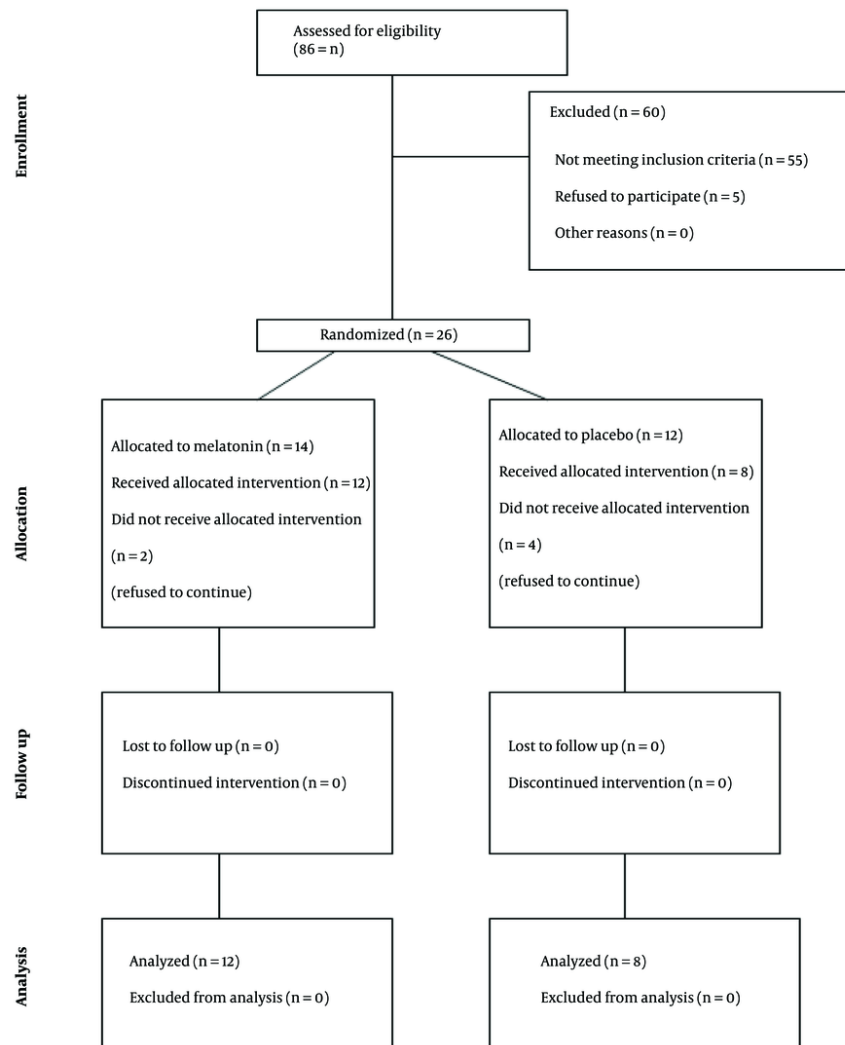 Assessed for eligibility
(86 = n)
Enrollment
Excluded (n = 60)
Not meeting inclusion criteria (n = 55)
Refused to participate (n = 5)
Other reasons (n = 0)
Randomized (n = 26)
Allocation
Allocated to melatonin (n = 14)
Received allocated intervention (n = 12)
Did not receive allocated intervention
(n = 2)
(refused to continue)
Allocated to placebo (n = 12)
Received allocated intervention (n = 8)
Did not receive allocated intervention
(n = 4)
(refused to continue)
Follow up
Lost to follow up (n = 0)
Discontinued intervention (n = 0)
Lost to follow up (n = 0)
Discontinued intervention (n = 0)
Analysis
Analyzed (n = 12)
Excluded from analysis (n = 0)
Analyzed (n = 8)
Excluded from analysis (n = 0)